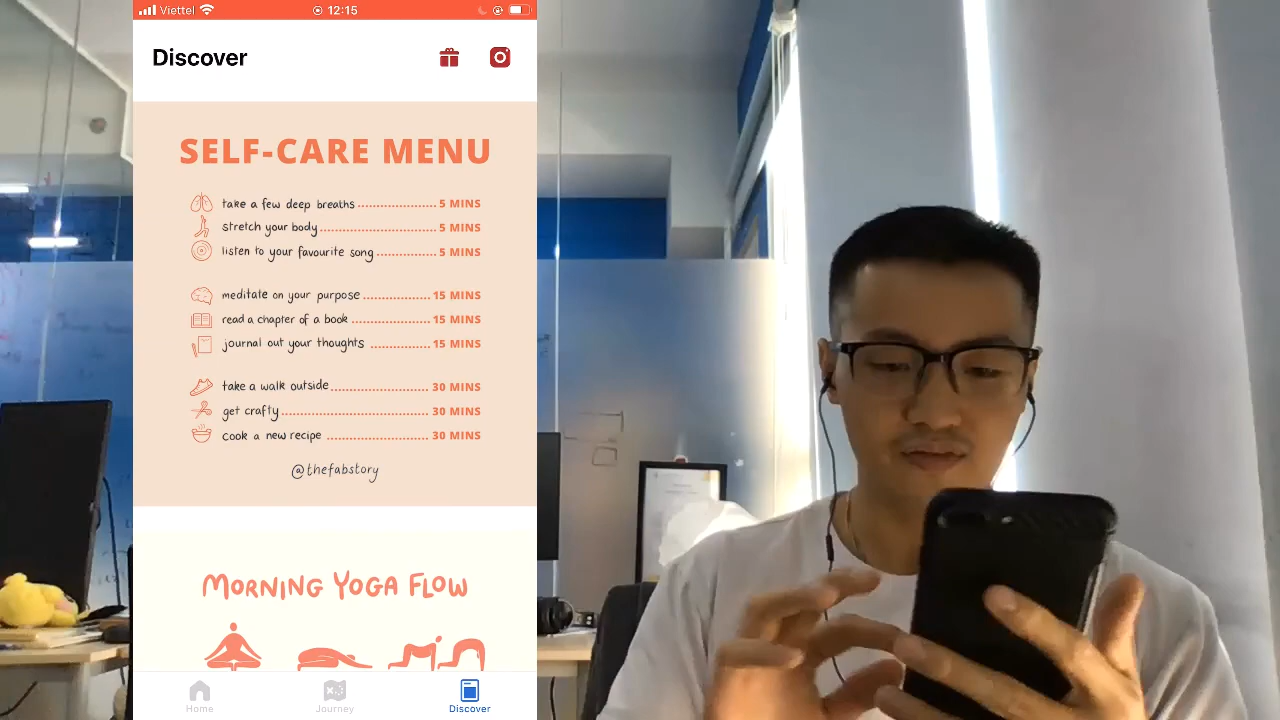 Viettel 12:15
Discover
SELF-CARE MENU
take a few deep breaths 5 MINS
stretch your body 5 MINS
listen to your favourite song 5 MINS
meditate on your purpose 15 MINS
read a chapter of a book 15 MINS
journal out your thoughts 15 MINS
take a walk outside 30 MINS
get crafty 30 MINS
cook a new recipe 30 MINS
@thefabstory
MORNING YOGA FLOW
Home Journey Discover